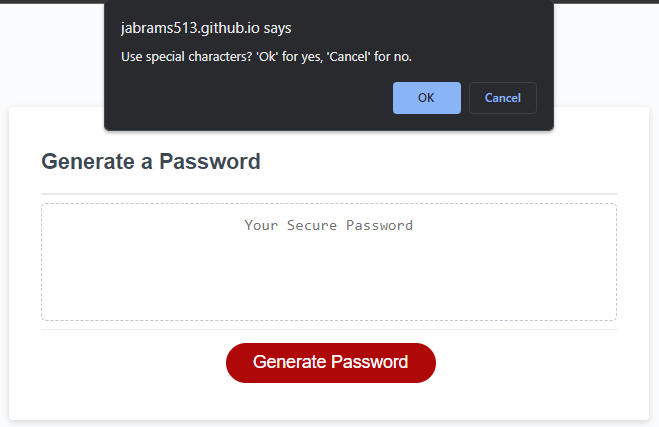 jabrams513.github.io says
Use special characters? 'Ok' for yes, 'Cancel' for no.
OK
Cancel
Generate a Password
Your Secure Password
Generate Password